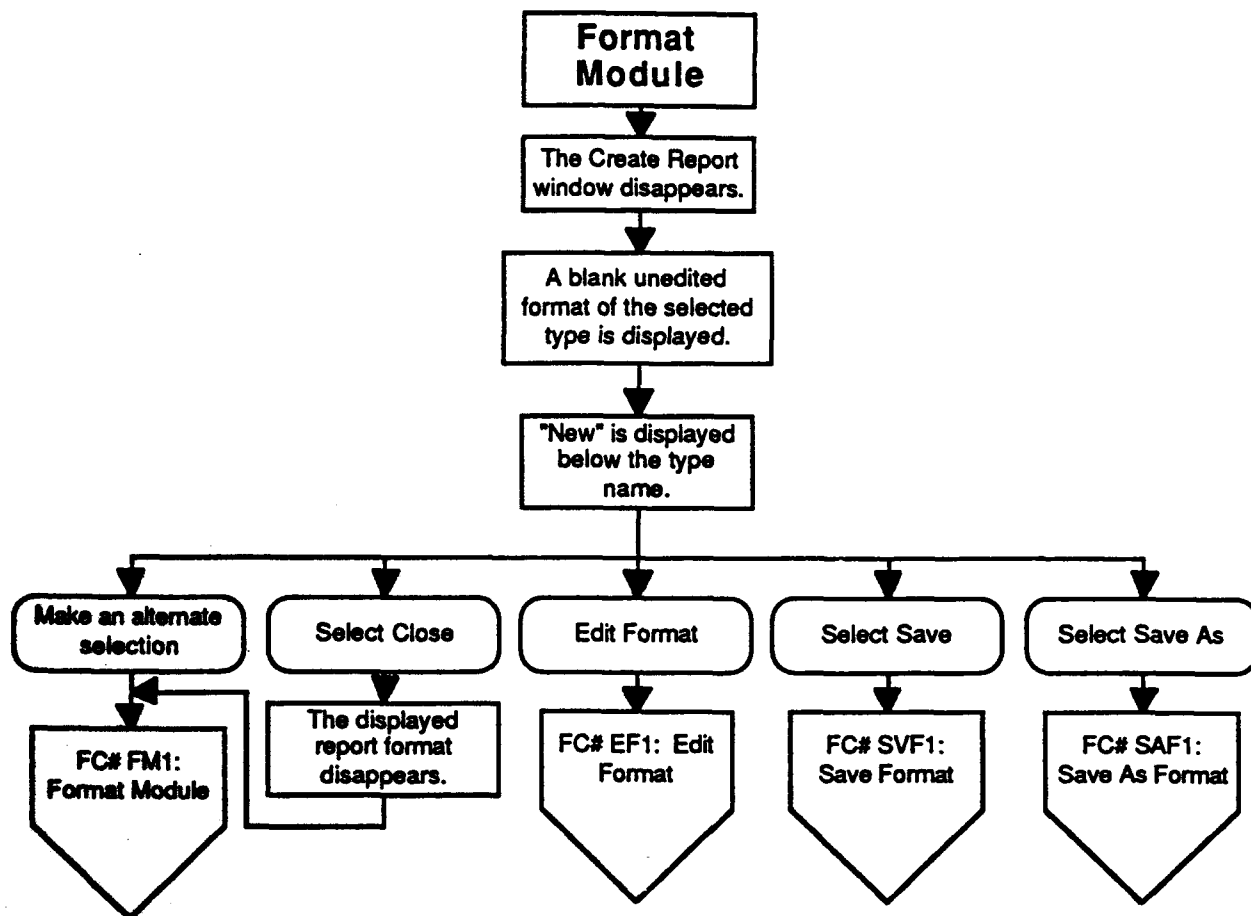 Format
Module
The Create Report
window disappears.
A blank unedited
format of the selected
type is displayed.
"New" is displayed
below the type
name.
Make an alternate
selection
Select Close
Edit Format
Select Save
Select Save As
FC# FM1:
Format Module
The displayed
report format
disappears.
FC# EF1: Edit
Format
FC# SVF1:
Save Format
FC# SAF1:
Save As Format